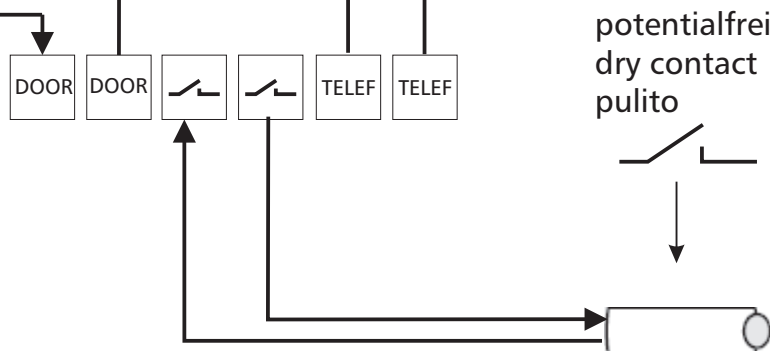 potentialfrei
dry contact
pulito
DOOR DOOR TELEF TELEF